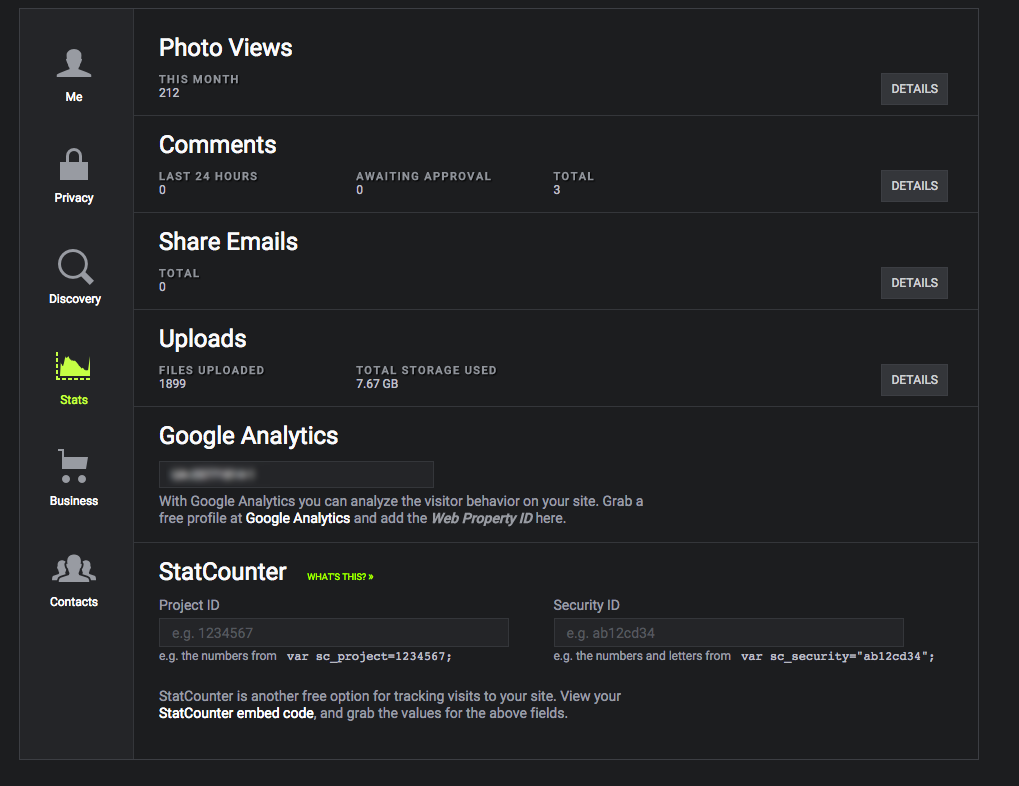 Me
Privacy
Discovery
Stats
Business
Contacts
Photo Views
THIS MONTH
212
DETAILS
Comments
LAST 24 HOURS
0
AWAITING APPROVAL
0
TOTAL
3
DETAILS
Share Emails
TOTAL
0
DETAILS
Uploads
FILES UPLOADED
1899
TOTAL STORAGE USED
7.67 GB
DETAILS
Google Analytics
With Google Analytics you can analyze the visitor behavior on your site. Grab a
free profile at Google Analytics and add the Web Property ID here.
StatCounter WHAT'S THIS? »
Project ID
e.g. 1234567
e.g. the numbers from var sc_project=1234567;
Security ID
e.g. ab12cd34
e.g. the numbers and letters from var sc_security="ab12cd34";
StatCounter is another free option for tracking visits to your site. View your
StatCounter embed code, and grab the values for the above fields.